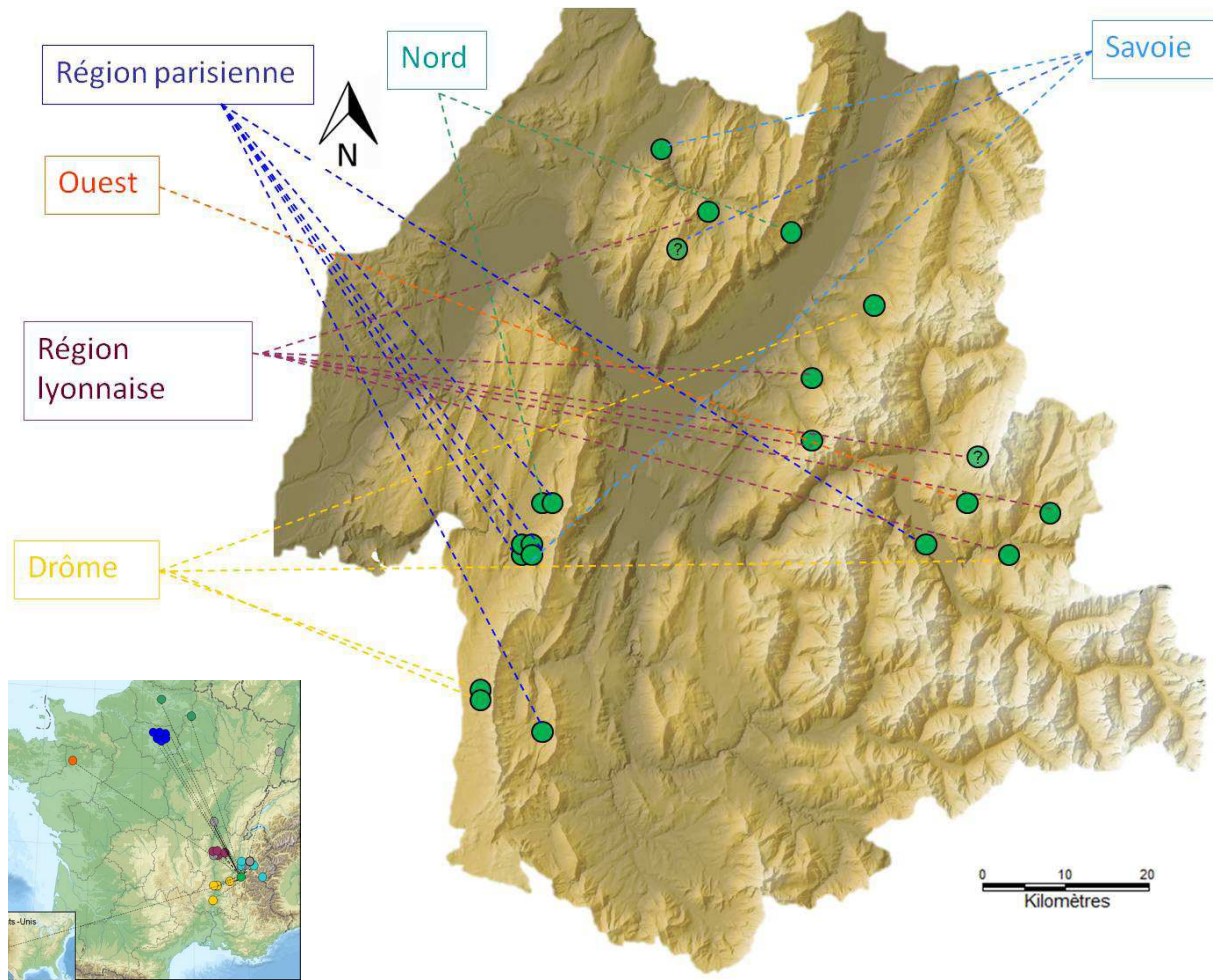 Région parisienne
Nord
Savoie
N
Ouest
?
Région
lyonnaise
?
Drôme
ts-Unis
0 10 20
Kilomètres